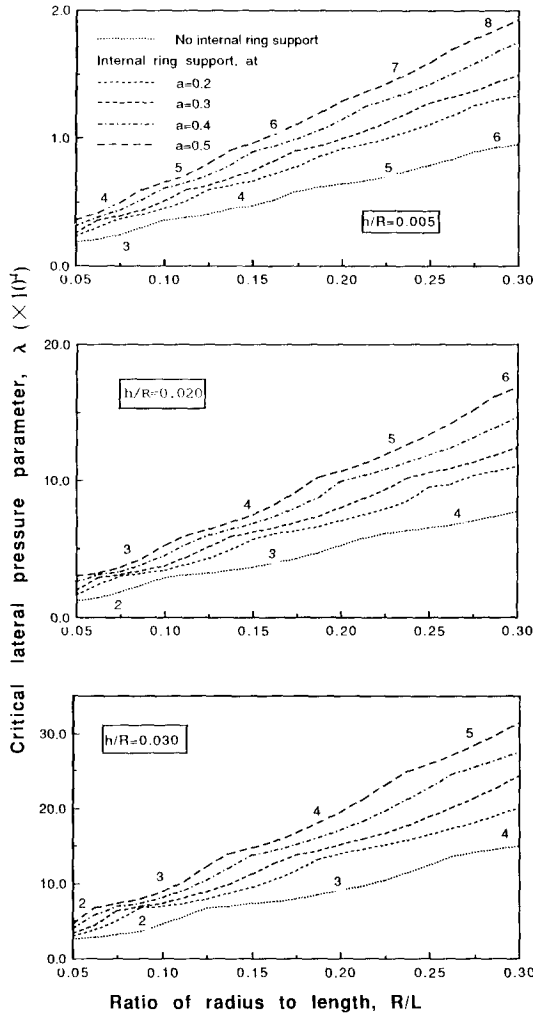 2.0
No internal ring support
Internal ring support, at
a=0.2
a=0.3
a=0.4
a=0.5
8
7
6
5
4
6
5
4
3
1.0
h/R=0.005
0.0
0.05 0.10 0.15 0.20 0.25 0.30
20.0
h/R=0.020
6
5
4
3
4
3
2
10.0
0.0
0.05 0.10 0.15 0.20 0.25 0.30
h/R=0.030
30.0
20.0
10.0
0.0
5
4
3
2
4
3
2
0.05 0.10 0.15 0.20 0.25 0.30
Ratio of radius to length, R/L
Critical lateral pressure parameter, λ